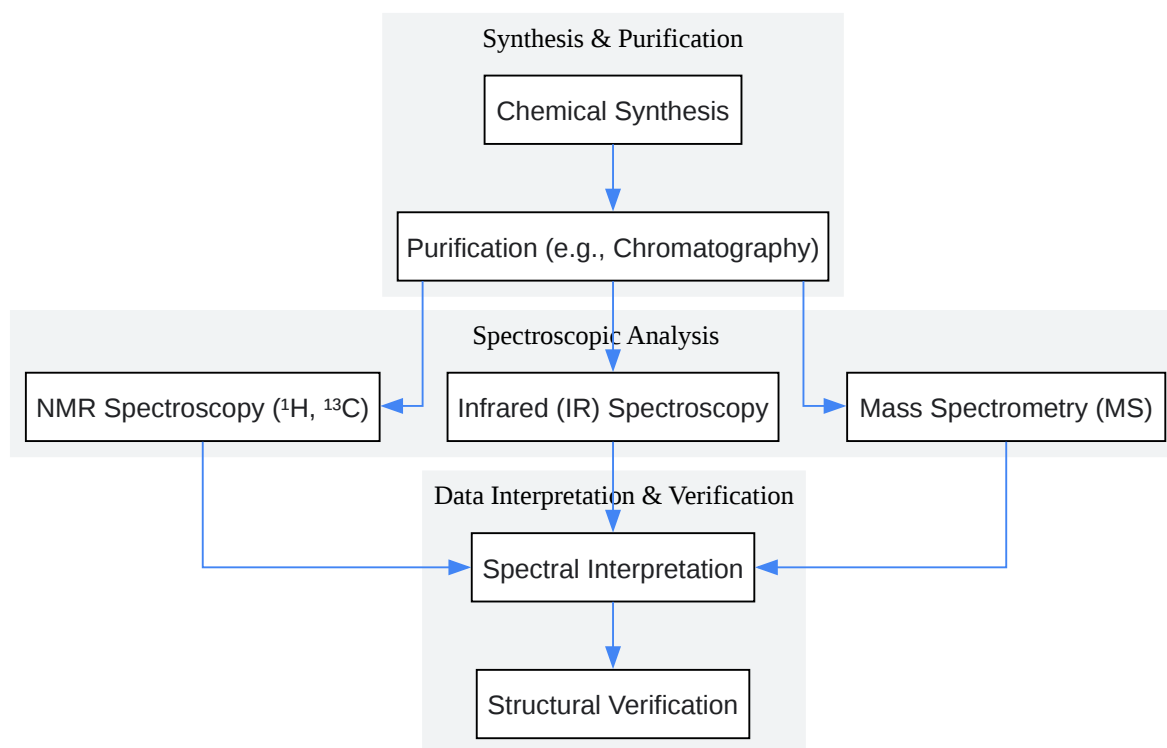 Synthesis & Purification
Chemical Synthesis
Purification (e.g., Chromatography)
Spectroscopic Analysis
NMR Spectroscopy (¹H, ¹³C)
Infrared (IR) Spectroscopy
Mass Spectrometry (MS)
Data Interpretation & Verification
Spectral Interpretation
Structural Verification